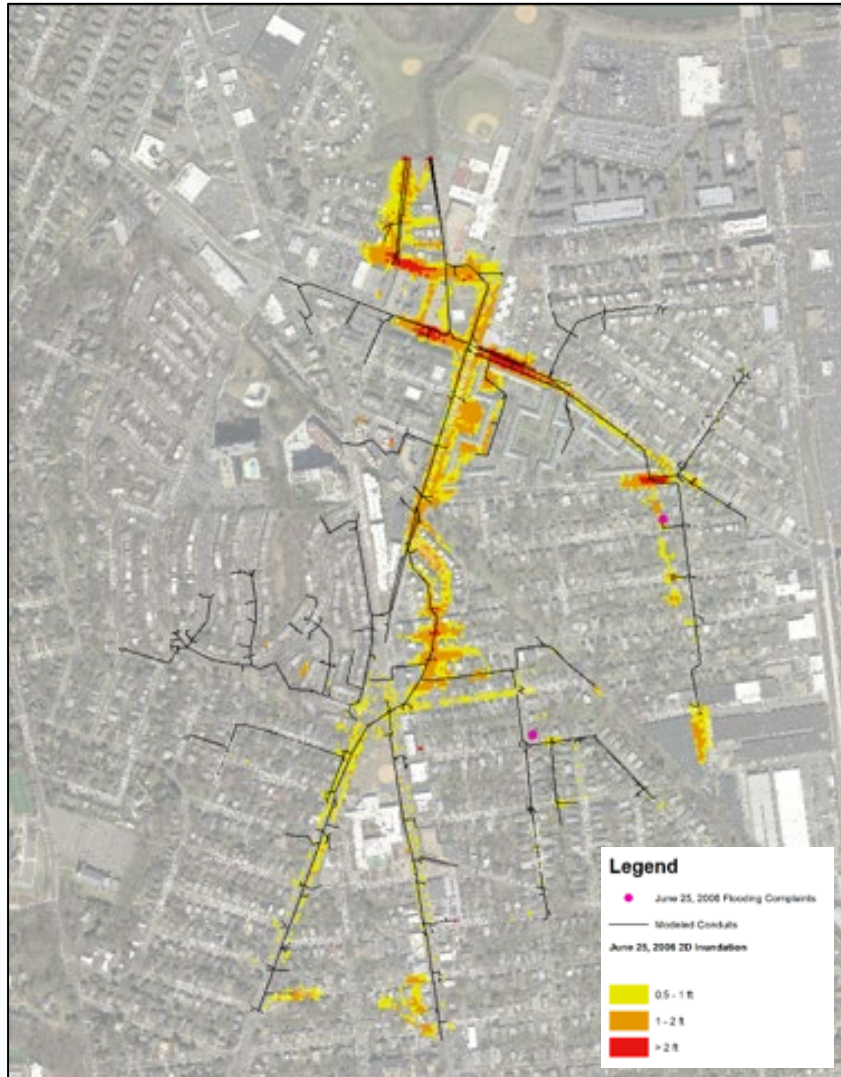 Legend
June 25, 2006 Flooding Complaints
Modeled Conduits
June 25, 2006 2D Inundation
0.5 - 1 ft
1 - 2 ft
> 2 ft